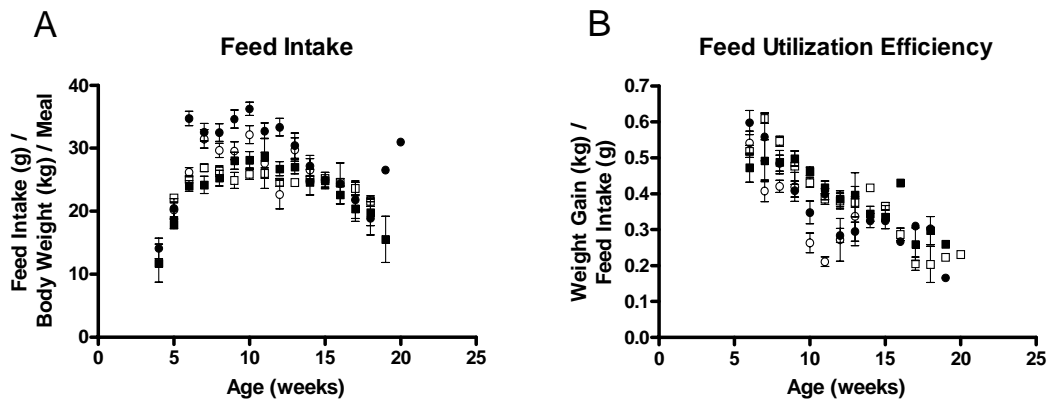 A
Feed Intake
Feed Intake (g) /
Body Weight (kg) / Meal
40
30
20
10
0
0 5 10 15 20 25
Age (weeks)
B
Feed Utilization Efficiency
Weight Gain (kg) /
Feed Intake (g)
0.7
0.6
0.5
0.4
0.3
0.2
0.1
0.0
0 5 10 15 20 25
Age (weeks)